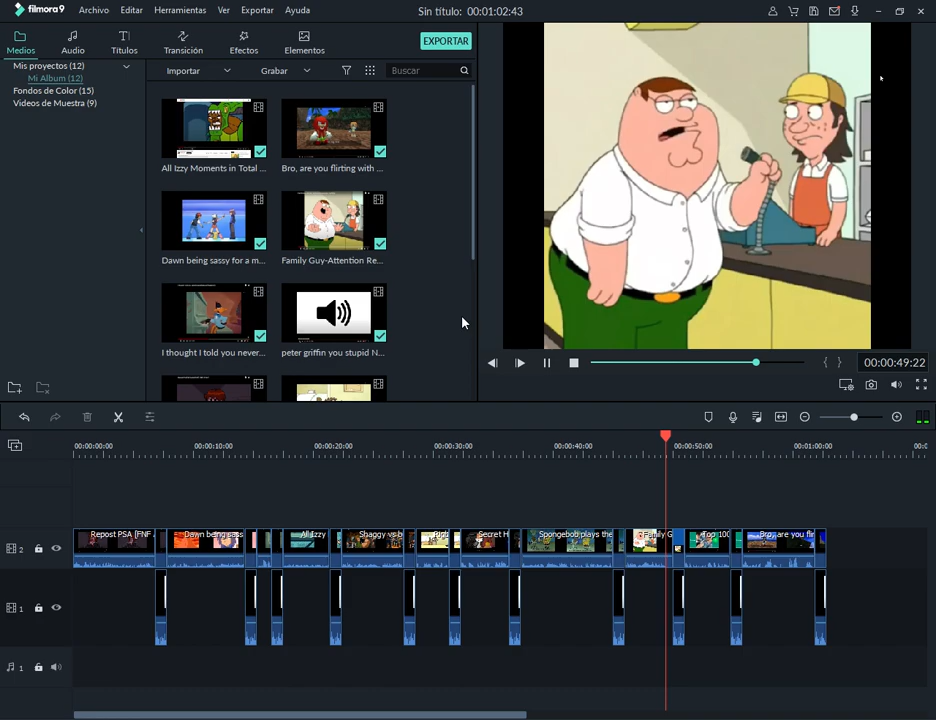 filmora9 Archivo Editar Herramientas Ver Exportar Ayuda Sin título: 00:01:02:43
Medios Audio Títulos Transición Efectos Elementos EXPORTAR
Mis proyectos (12)
Mi Album (12)
Fondos de Color (15)
Videos de Muestra (9)
Importar Grabar Buscar
All Izzy Moments in Total ... Bro, are you flirting with ...
Dawn being sassy for a m... Family Guy-Attention Re...
I thought I told you never... peter griffin you stupid N...
00:00:49:22
00:00:00:00 00:00:10:00 00:00:20:00 00:00:30:00 00:00:40:00 00:00:50:00 00:01:00:00
2 Repost PSA [FNF Dawn being sass All Izzy Shaggy vs b Secret H Spongebob plays the Family G Top 100 Bro, are you flir
1
1